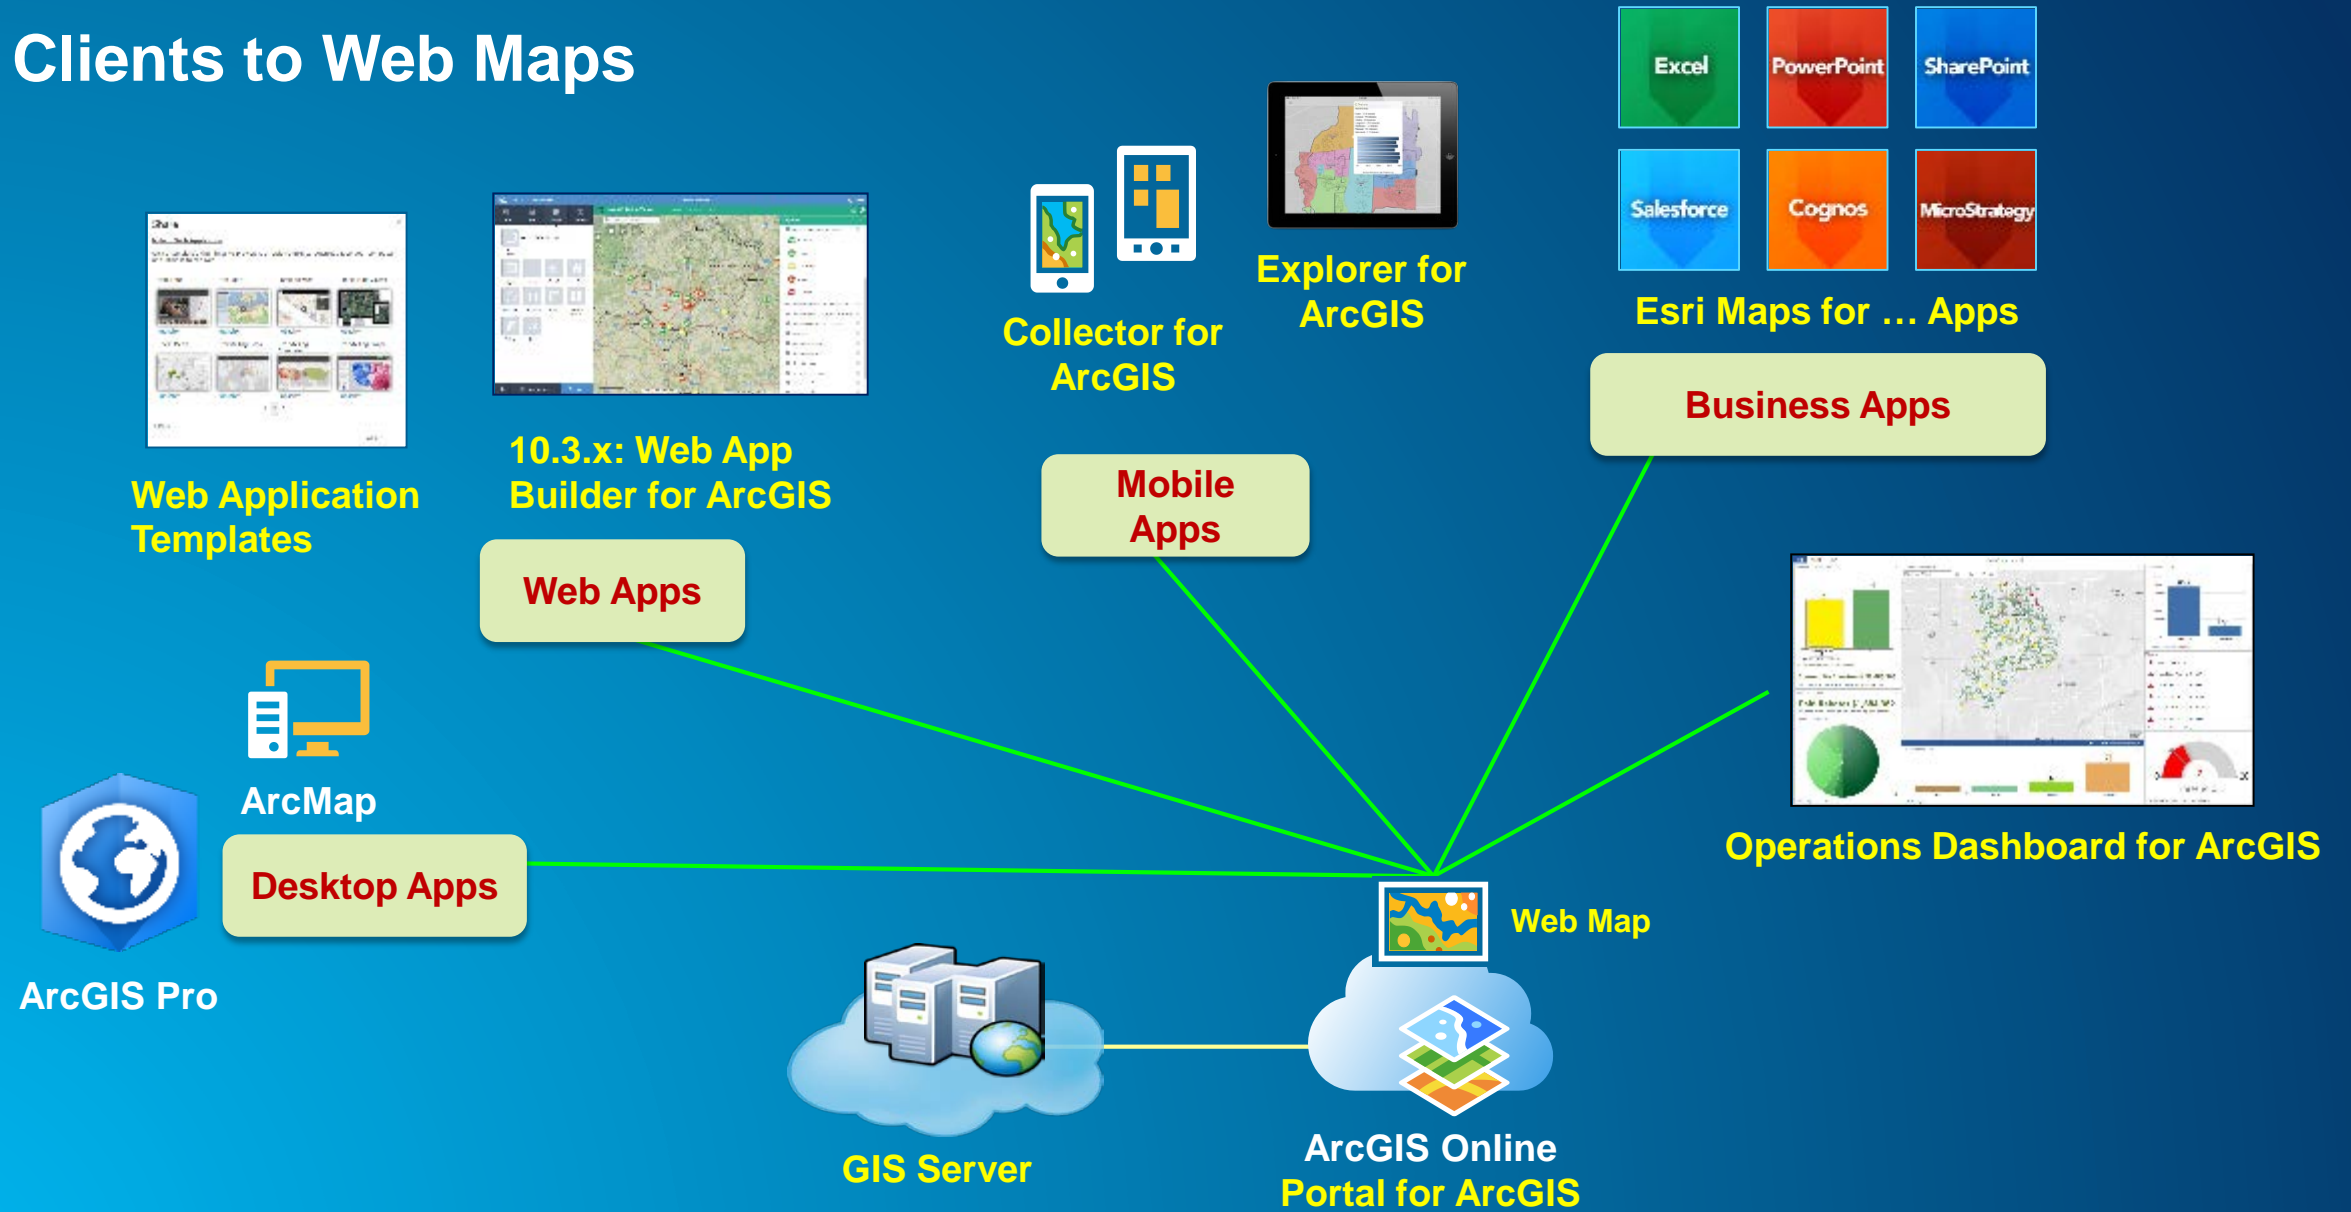 Clients to Web Maps
Excel
PowerPoint
SharePoint
Salesforce
Cognos
MicroStrategy
Esri Maps for … Apps
Business Apps
Explorer for
ArcGIS
Collector for
ArcGIS
Mobile
Apps
Share
Web Application
Templates
10.3.x: Web App
Builder for ArcGIS
Web Apps
ArcMap
Desktop Apps
ArcGIS Pro
Operations Dashboard for ArcGIS
Web Map
GIS Server
ArcGIS Online
Portal for ArcGIS